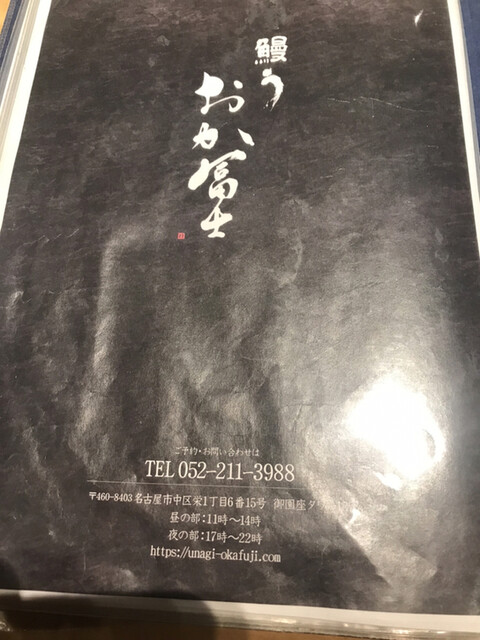 鰻う
おか冨士
ご予約・お問い合わせは
TEL 052-211-3988
〒460-8403 名古屋市中区栄1丁目6番15号 御園座タワ
昼の部:11時～14時
夜の部:17時～22時
https://unagi-okafuji.com